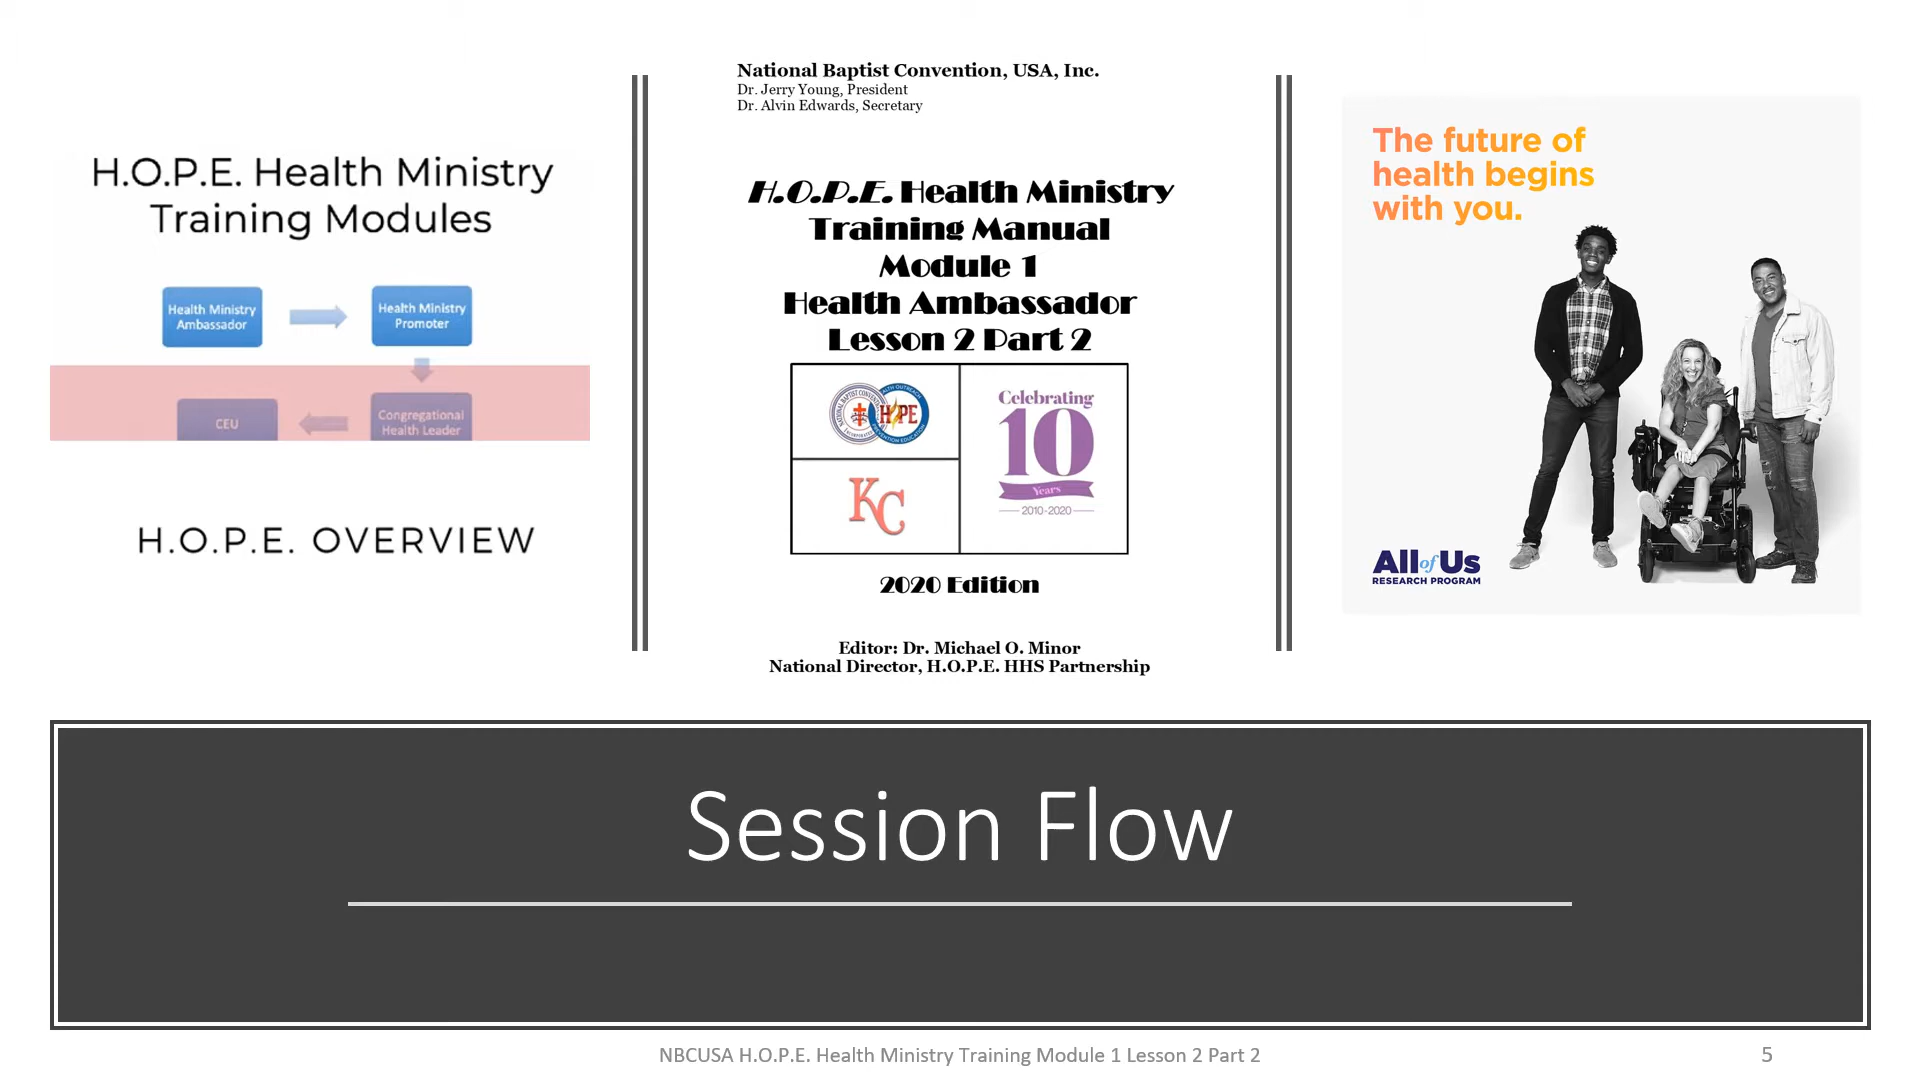 H.O.P.E. Health Ministry
Training Modules
Health Ministry
Ambassador
Health Ministry
Promoter
CEU
Congregational
Health Leader
H.O.P.E. OVERVIEW
National Baptist Convention, USA, Inc.
Dr. Jerry Young, President
Dr. Alvin Edwards, Secretary
H.O.P.E. Health Ministry
Training Manual
Module 1
Health Ambassador
Lesson 2 Part 2
HOPE
KC
Celebrating
10
Years
2010-2020
2020 Edition
Editor: Dr. Michael O. Minor
National Director, H.O.P.E. HHS Partnership
The future of
health begins
with you.
All of Us
RESEARCH PROGRAM
Session Flow
NBCUSA H.O.P.E. Health Ministry Training Module 1 Lesson 2 Part 2
5